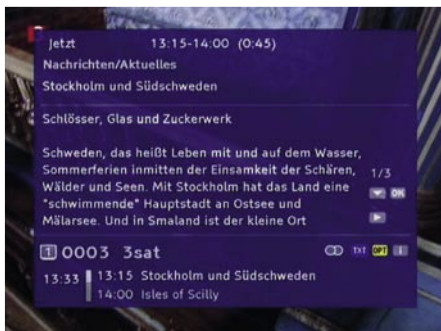 Jetzt 13:15-14:00 (0:45)
Nachrichten/Aktuelles
Stockholm und Südschweden
Schlösser, Glas und Zuckerwerk
Schweden, das heißt Leben mit und auf dem Wasser,
Sommerferien inmitten der Einsamkeit der Schären,
Wälder und Seen. Mit Stockholm hat das Land eine
"schwimmende" Hauptstadt an Ostsee und
Mälarsee. Und in Smaland ist der kleine Ort
1/3
OK
1 0003 3sat TXT OPT i
13:33 13:15 Stockholm und Südschweden
14:00 Isles of Scilly